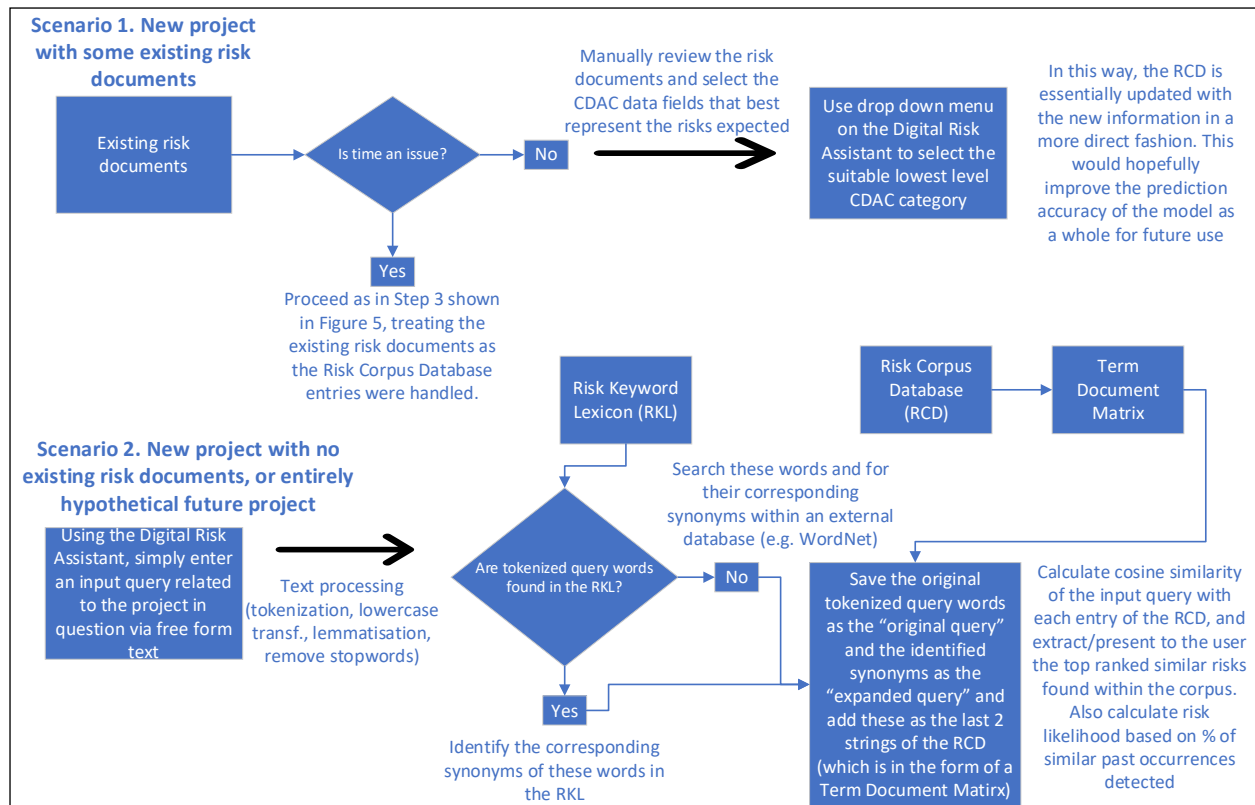 Scenario 1. New project
with some existing risk
documents
Existing risk
documents
Is time an issue?
No
Manually review the risk
documents and select the
CDAC data fields that best
represent the risks expected
Use drop down menu
on the Digital Risk
Assistant to select the
suitable lowest level
CDAC category
In this way, the RCD is
essentially updated with
the new information in a
more direct fashion. This
would hopefully
improve the prediction
accuracy of the model as
a whole for future use
Yes
Proceed as in Step 3 shown
in Figure 5, treating the
existing risk documents as
the Risk Corpus Database
entries were handled.
Scenario 2. New project with no
existing risk documents, or entirely
hypothetical future project
Using the Digital Risk
Assistant, simply enter
an input query related
to the project in
question via free form
text
Text processing
(tokenization, lowercase
transf., lemmatisation,
remove stopwords)
Risk Keyword
Lexicon (RKL)
Are tokenized query words
found in the RKL?
No
Search these words and for
their corresponding
synonyms within an external
database (e.g. WordNet)
Yes
Identify the corresponding
synonyms of these words in
the RKL
Risk Corpus
Database
(RCD)
Term
Document
Matrix
Save the original
tokenized query words
as the “original query”
and the identified
synonyms as the
“expanded query” and
add these as the last 2
strings of the RCD
(which is in the form of a
Term Document Matirx)
Calculate cosine similarity
of the input query with
each entry of the RCD, and
extract/present to the user
the top ranked similar risks
found within the corpus.
Also calculate risk
likelihood based on % of
similar past occurrences
detected